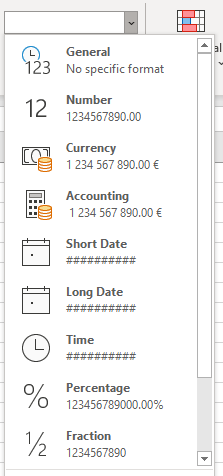 General
123
No specific format
12
Number
1234567890.00
Currency
1 234 567 890.00 €
Accounting
1 234 567 890.00 €
Short Date
##########
Long Date
##########
Time
##########
%
Percentage
123456789000.00%
½
Fraction
1234567890